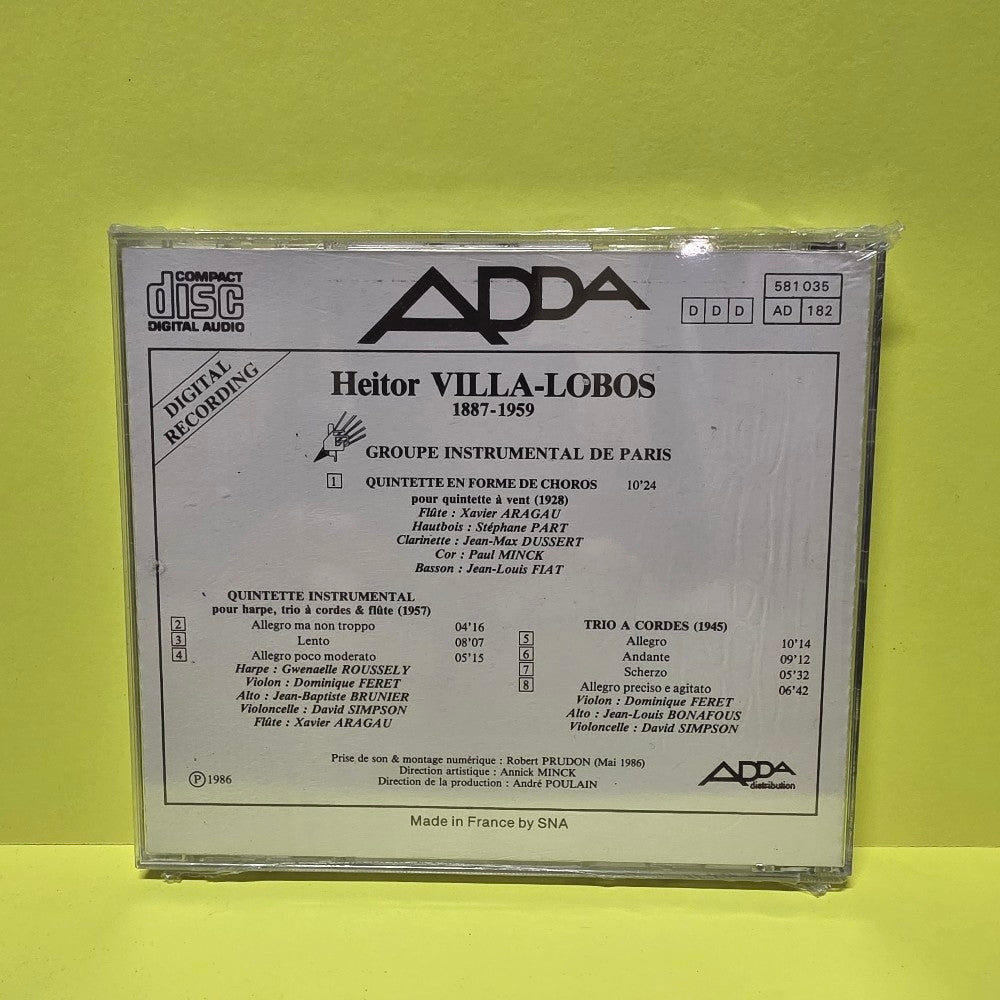 COMPACT
disc
DIGITAL AUDIO
ADDA
D D D
581 035
AD 182
DIGITAL
RECORDING
Heitor VILLA-LOBOS
1887-1959
GROUPE INSTRUMENTAL DE PARIS
1 QUINTETTE EN FORME DE CHOROS 10'24
pour quintette à vent (1928)
Flûte : Xavier ARAGAU
Hautbois : Stéphane PART
Clarinette : Jean-Max DUSSERT
Cor : Paul MINCK
Basson : Jean-Louis FIAT
QUINTETTE INSTRUMENTAL
pour harpe, trio à cordes & flûte (1957)
2 Allegro ma non troppo 04'16
3 Lento 08'07
4 Allegro poco moderato 05'15
Harpe : Gwenaelle ROUSSELY
Violon : Dominique FERET
Alto : Jean-Baptiste BRUNIER
Violoncelle : David SIMPSON
Flûte : Xavier ARAGAU
TRIO A CORDES (1945)
5 Allegro 10'14
6 Andante 09'12
7 Scherzo 05'32
8 Allegro preciso e agitato 06'42
Violon : Dominique FERET
Alto : Jean-Louis BONAFOUS
Violoncelle : David SIMPSON
Prise de son & montage numérique : Robert PRUDON (Mai 1986)
Direction artistique : Annick MINCK
Direction de la production : André POULAIN
℗ 1986
ADDA
distribution
Made in France by SNA